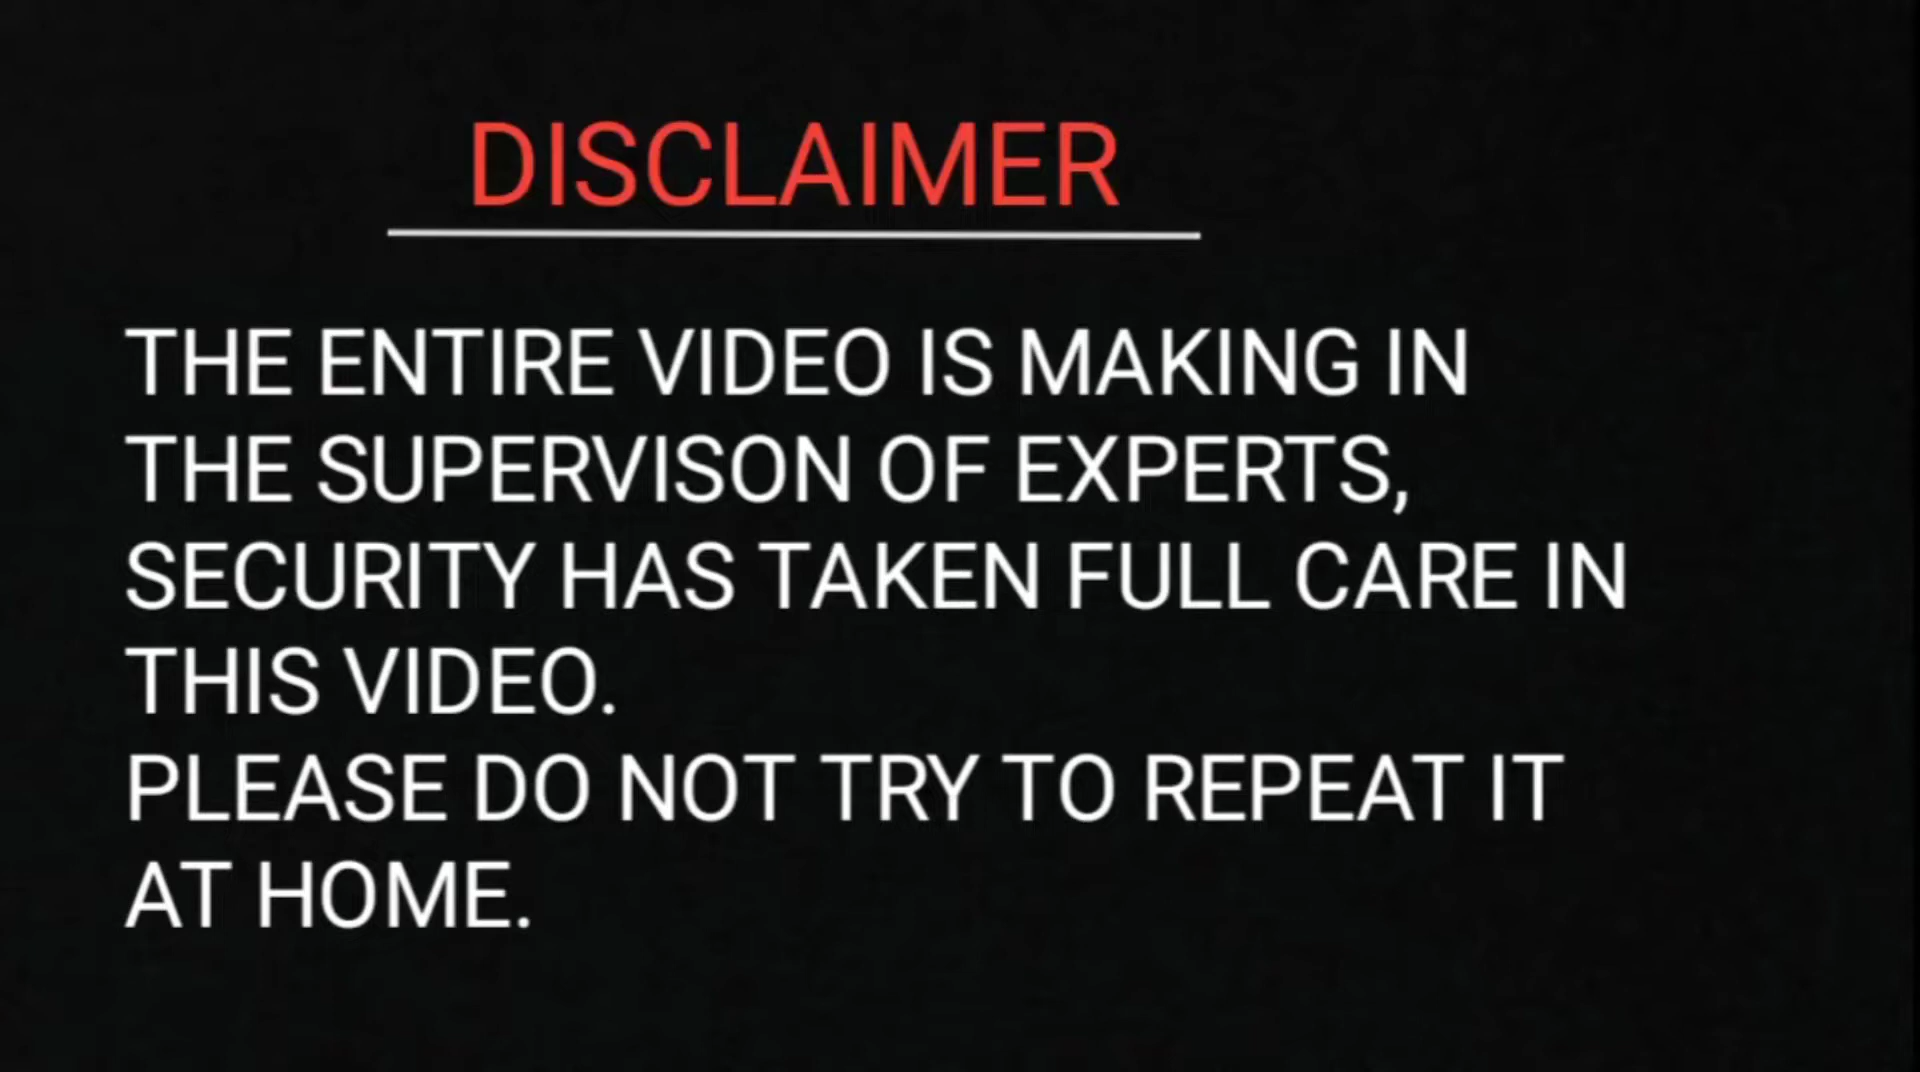 DISCLAIMER
THE ENTIRE VIDEO IS MAKING IN
THE SUPERVISON OF EXPERTS,
SECURITY HAS TAKEN FULL CARE IN
THIS VIDEO.
PLEASE DO NOT TRY TO REPEAT IT
AT HOME.